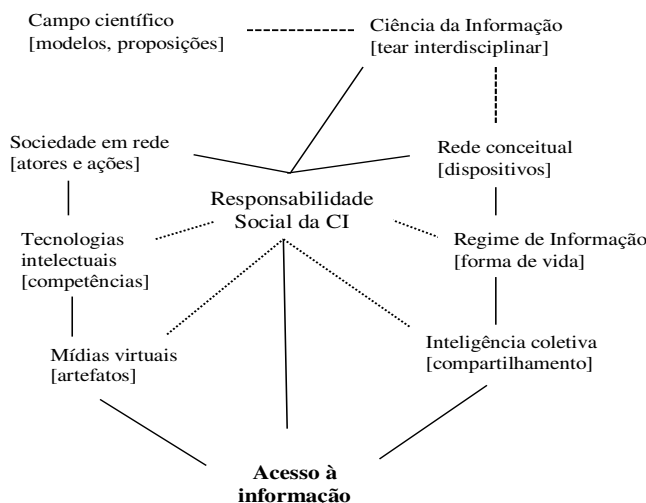 Campo científico
[modelos, proposições]
Ciência da Informação
[tear interdisciplinar]
Sociedade em rede
[atores e ações]
Rede conceitual
[dispositivos]
Responsabilidade
Social da CI
Tecnologias
intelectuais
[competências]
Regime de Informação
[forma de vida]
Mídias virtuais
[artefatos]
Inteligência coletiva
[compartilhamento]
Acesso à
informação